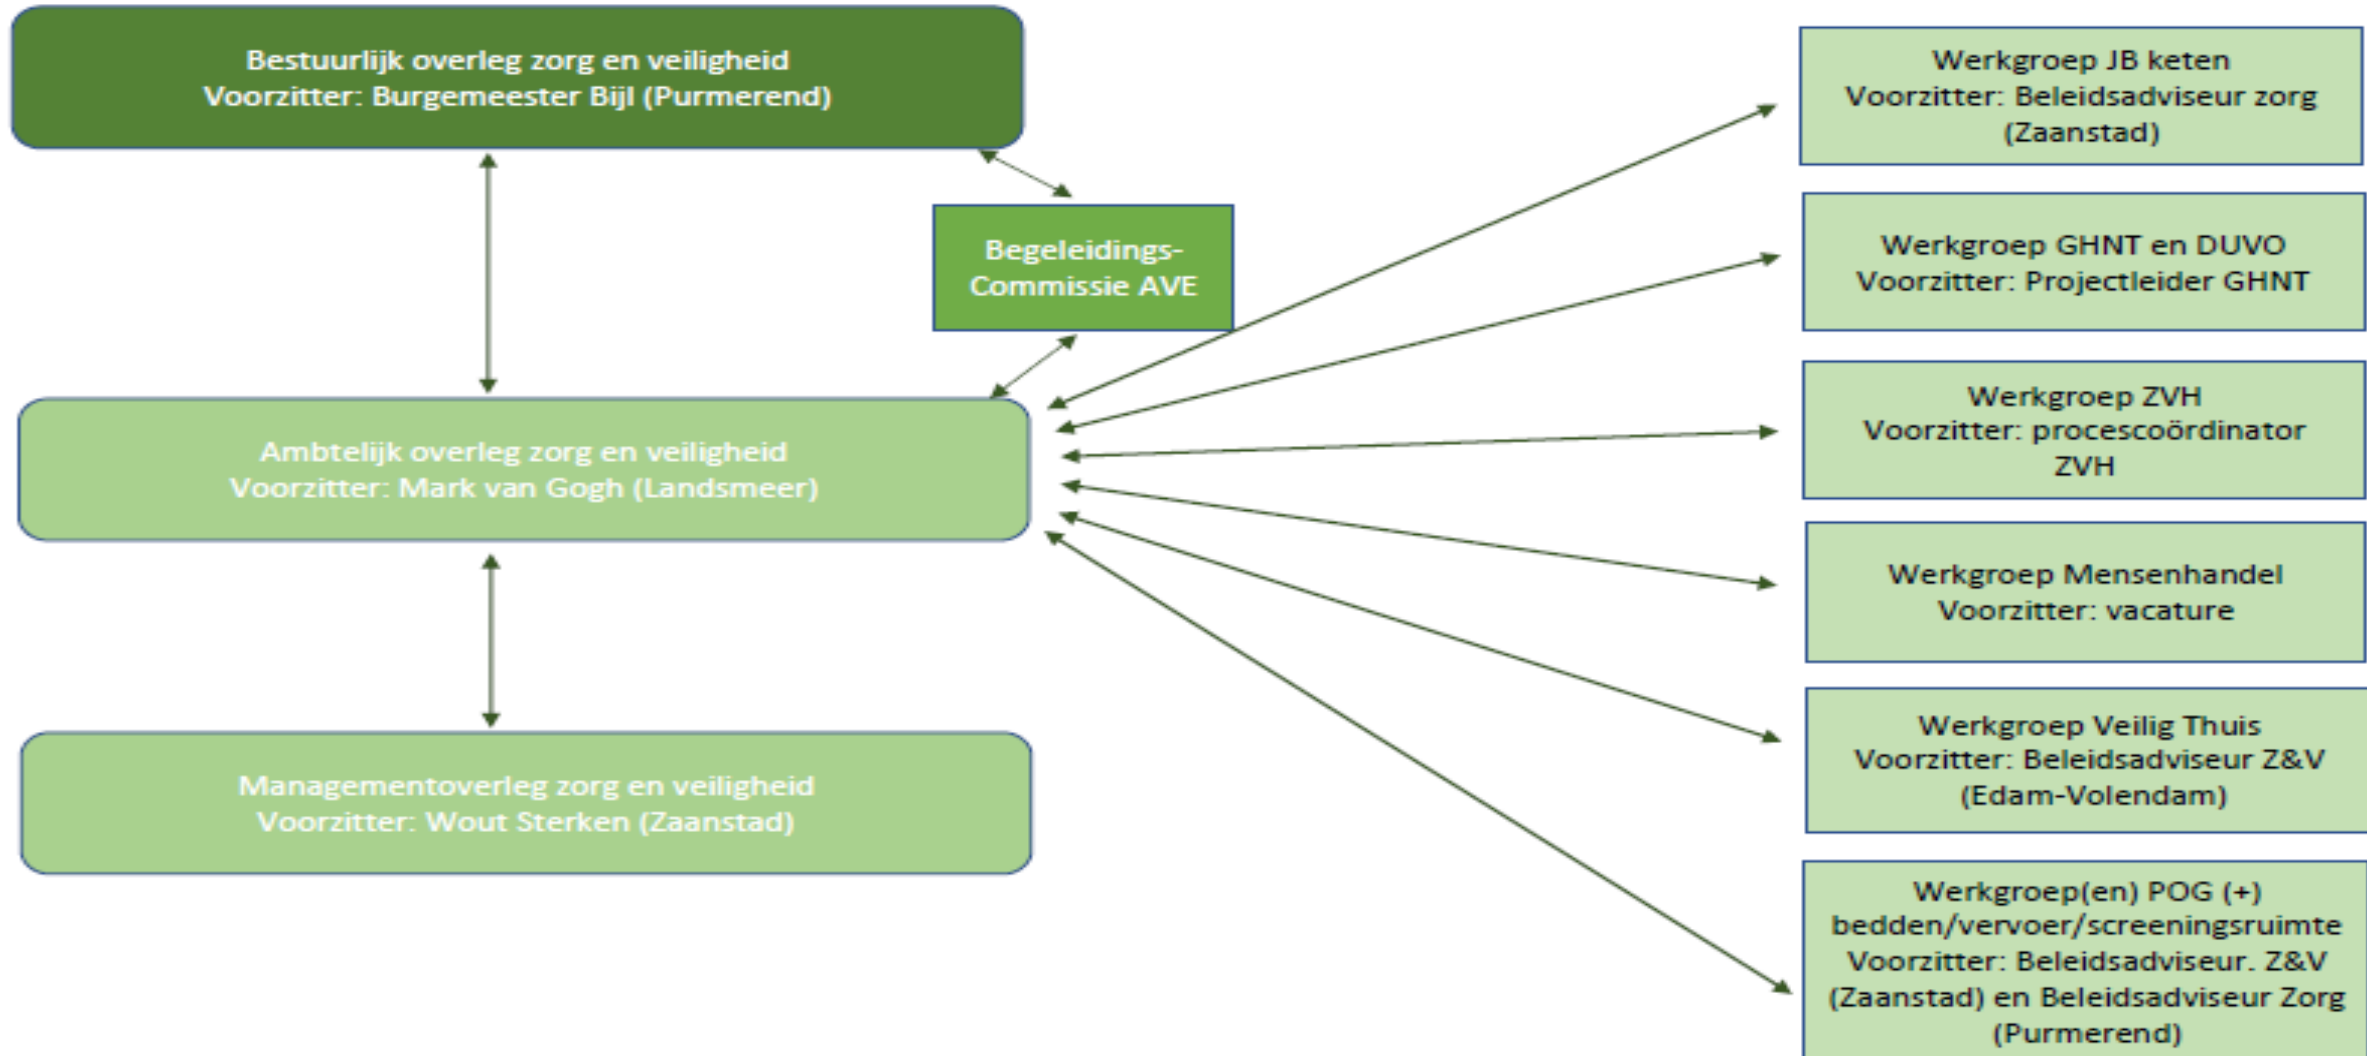 Bestuurlijk overleg zorg en veiligheid
Voorzitter: Burgemeester Bijl (Purmerend)
Begeleidings-
Commissie AVE
Ambtelijk overleg zorg en veiligheid
Voorzitter: Mark van Gogh (Landsmeer)
Managementoverleg zorg en veiligheid
Voorzitter: Wout Sterken (Zaanstad)
Werkgroep JB keten
Voorzitter: Beleidsadviseur zorg
(Zaanstad)
Werkgroep GHNT en DUVO
Voorzitter: Projectleider GHNT
Werkgroep ZVH
Voorzitter: procescoördinator
ZVH
Werkgroep Mensenhandel
Voorzitter: vacature
Werkgroep Veilig Thuis
Voorzitter: Beleidsadviseur Z&V
(Edam-Volendam)
Werkgroep(en) POG (+)
bedden/vervoer/screeningsruimte
Voorzitter: Beleidsadviseur. Z&V
(Zaanstad) en Beleidsadviseur Zorg
(Purmerend)